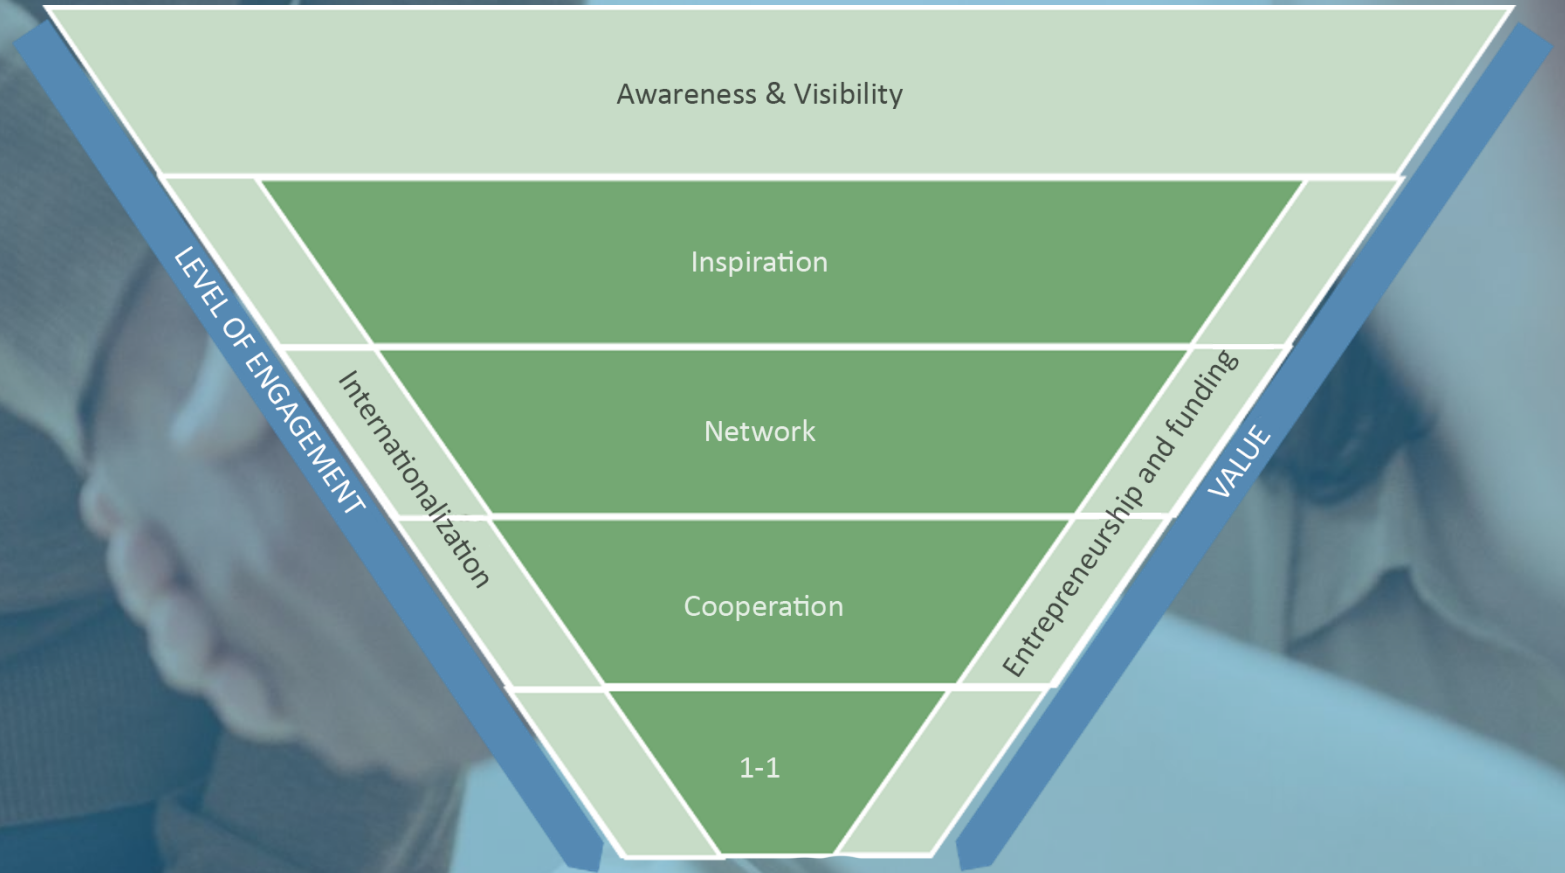 Awareness & Visibility
Inspiration
LEVEL OF ENGAGEMENT
Internationalization
Network
Entrepreneurship and funding
VALUE
Cooperation
1-1